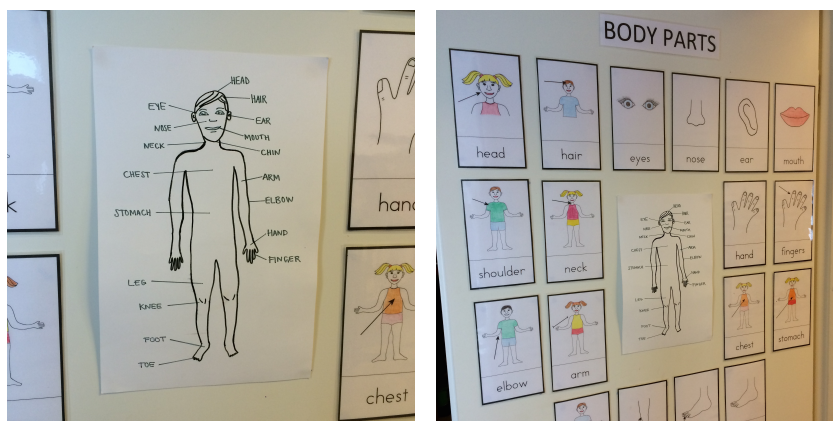 HEAD
HAIR
EYE
EAR
NOSE
MOUTH
NECK
CHIN
CHEST
ARM
ELBOW
STOMACH
HAND
FINGER
LEG
KNEE
FOOT
TOE
k
hand
chest
BODY PARTS
head
hair
eyes
nose
ear
mouth
shoulder
neck
hand
fingers
elbow
arm
chest
stomach